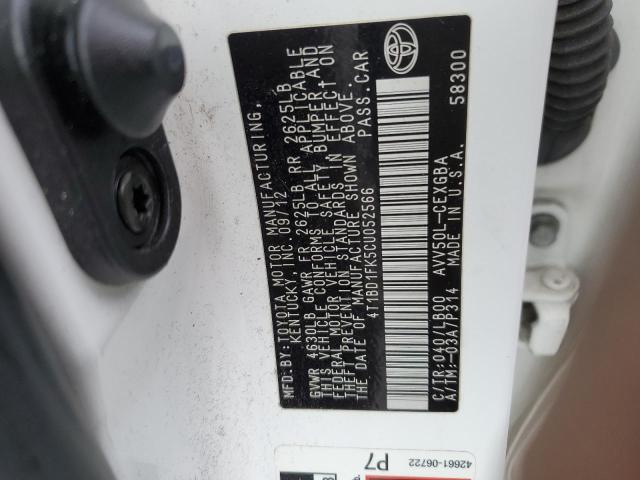 MFD.BY:TOYOTA MOTOR MANUFACTURING,
KENTUCKY, INC. 09/12
GVWR 4630LB GAWR FR 2625LB RR 2625LB
THIS VEHICLE CONFORMS TO ALL APPLICABLE
FEDERAL MOTOR VEHICLE SAFETY, BUMPER, AND
THEFT PREVENTION STANDARDS IN EFFECT ON
THE DATE OF MANUFACTURE SHOWN ABOVE.
4T1BD1FK5CU052566 PASS.CAR
C/TR:040/LB00 AVV50L-CEXGBA
A/TM:-03A/P314 MADE IN U.S.A.
58300
42661-06722
P7